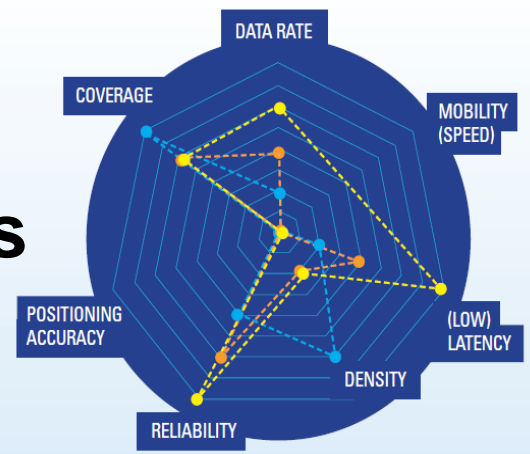 DATA RATE
COVERAGE
MOBILITY
(SPEED)
s
POSITIONING
ACCURACY
(LOW)
LATENCY
DENSITY
RELIABILITY